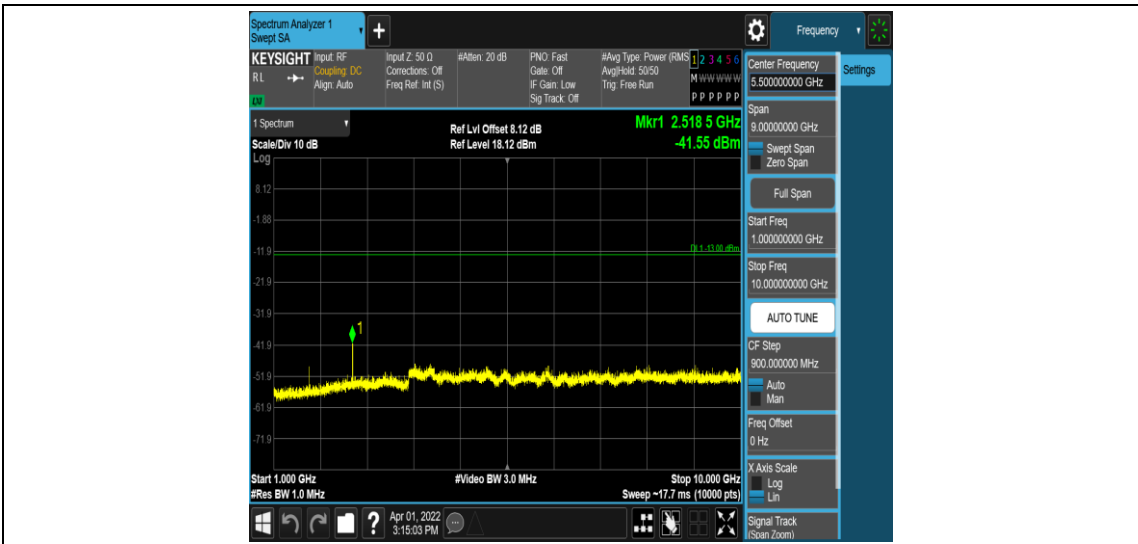 Spectrum Analyzer 1
Swept SA
+
Frequency
KEYSIGHT
RL
LXI
Input: RF
Coupling: DC
Align: Auto
Input Z: 50 Ω
Corrections: Off
Freq Ref: Int (S)
#Atten: 20 dB
PNO: Fast
Gate: Off
IF Gain: Low
Sig Track: Off
#Avg Type: Power (RMS
Avg|Hold: 50/50
Trig: Free Run
1 2 3 4 5 6
M W W W W W
P P P P P P
Center Frequency
5.500000000 GHz
Settings
Span
9.00000000 GHz
Swept Span
Zero Span
Full Span
Start Freq
1.000000000 GHz
Stop Freq
10.000000000 GHz
AUTO TUNE
CF Step
900.000000 MHz
Auto
Man
Freq Offset
0 Hz
X Axis Scale
Log
Lin
Signal Track
(Span Zoom)
1 Spectrum
Scale/Div 10 dB
Ref Lvl Offset 8.12 dB
Ref Level 18.12 dBm
Mkr1 2.518 5 GHz
-41.55 dBm
Log
8.12
-1.88
-11.9
DL1 -13.00 dBm
-21.9
-31.9
1
-41.9
-51.9
-61.9
-71.9
Start 1.000 GHz
#Res BW 1.0 MHz
#Video BW 3.0 MHz
Stop 10.000 GHz
Sweep ~17.7 ms (10000 pts)
?
Apr 01, 2022
3:15:03 PM